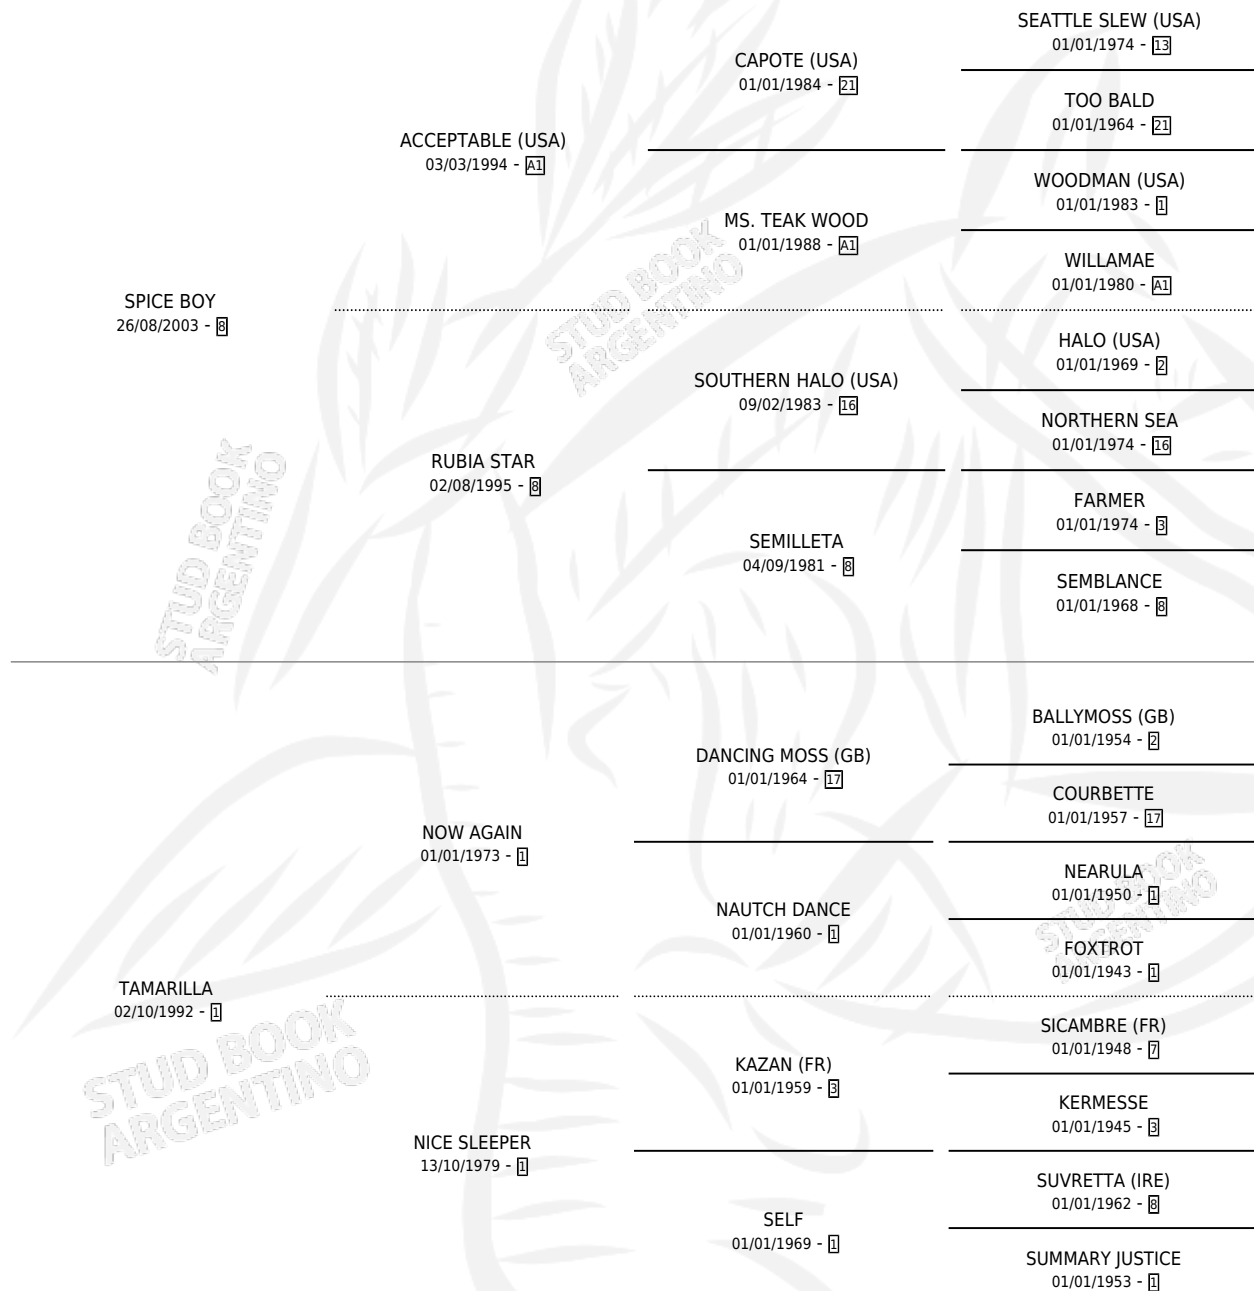 SEATTLE SLEW (USA)
01/01/1974 - 13
CAPOTE (USA)
01/01/1984 - 21
TOO BALD
01/01/1964 - 21
ACCEPTABLE (USA)
03/03/1994 - A1
WOODMAN (USA)
01/01/1983 - 1
MS. TEAK WOOD
01/01/1988 - A1
WILLAMAE
01/01/1980 - A1
SPICE BOY
26/08/2003 - 8
HALO (USA)
01/01/1969 - 2
SOUTHERN HALO (USA)
09/02/1983 - 16
NORTHERN SEA
01/01/1974 - 16
RUBIA STAR
02/08/1995 - 8
FARMER
01/01/1974 - 3
SEMILLETA
04/09/1981 - 8
SEMBLANCE
01/01/1968 - 8
BALLYMOSS (GB)
01/01/1954 - 2
DANCING MOSS (GB)
01/01/1964 - 17
COURBETTE
01/01/1957 - 17
NOW AGAIN
01/01/1973 - 1
NEARULA
01/01/1950 - 1
NAUTCH DANCE
01/01/1960 - 1
FOXTROT
01/01/1943 - 1
TAMARILLA
02/10/1992 - 1
SICAMBRE (FR)
01/01/1948 - 7
KAZAN (FR)
01/01/1959 - 3
KERMESSE
01/01/1945 - 3
NICE SLEEPER
13/10/1979 - 1
SUVRETTA (IRE)
01/01/1962 - 8
SELF
01/01/1969 - 1
SUMMARY JUSTICE
01/01/1953 - 1
STUD BOOK
ARGENTINO
STUD BOOK
ARGENTINO
STUD BOOK
ARGENTINO
STUD BOOK
ARGENTINO